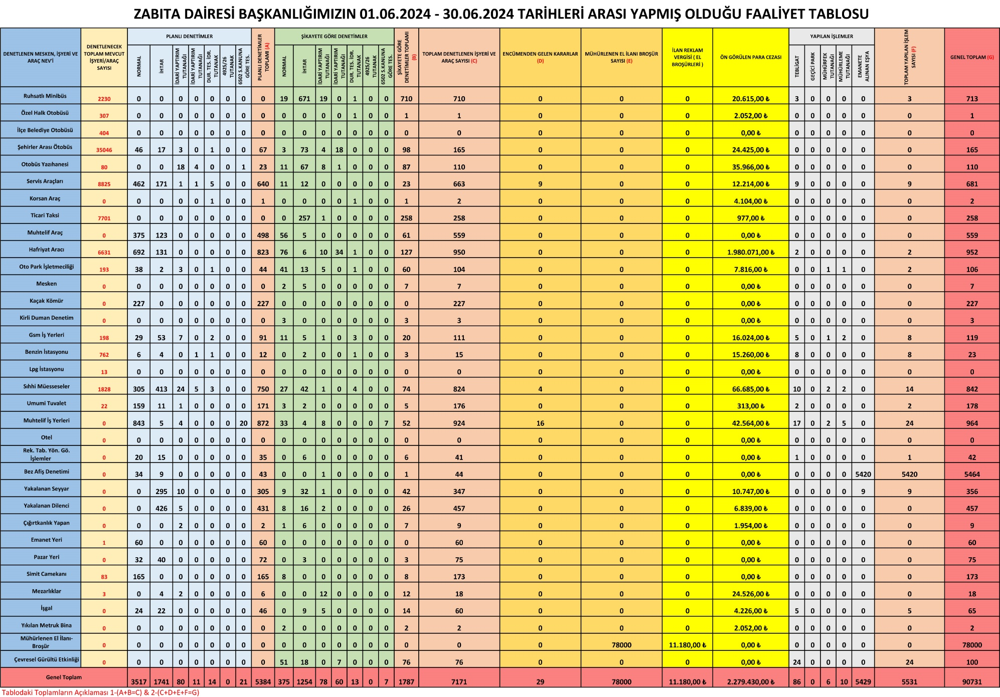 ZABITA DAİRESİ BAŞKANLIĞIMIZIN 01.06.2024 - 30.06.2024 TARİHLERİ ARASI YAPMIŞ OLDUĞU FAALİYET TABLOSU
DENETLENEN MESKEN, İŞYERİ VE ARAÇ NEV'İ
DENETLENECEK TOPLAM MEVCUT İŞYERİ/ARAÇ SAYISI
PLANLI DENETİMLER
NORMAL
İHTAR
İDARİ YAPTIRIM TUTANAĞI
İDARİ YAPTIRIM TUTANAĞI
DUR. TES. İDR. TUTANAK
4925/26 TUTANAK
6502 S.KANUNA GÖRE TES.
PLANLI DENETİMLER TOPLAMI (A)
ŞİKAYETE GÖRE DENETİMLER
NORMAL
İHTAR
İDARİ YAPTIRIM TUTANAĞI
İDARİ YAPTIRIM TUTANAĞI
DUR. TES. İDR. TUTANAK
4925/26 TUTANAK
6502 S.KANUNA GÖRE TES.
ŞİKAYETE GÖRE DENETİMLER TOPLAMI (B)
TOPLAM DENETLENEN İŞYERİ VE ARAÇ SAYISI (C)
ENCÜMENDEN GELEN KARARLAR (D)
MÜHÜRLENEN EL İLANI BROŞÜR SAYISI (E)
İLAN REKLAM VERGİSİ ( EL BROŞÜRLERİ )
ÖN GÖRÜLEN PARA CEZASI
YAPILAN İŞLEMLER
TEBLİGAT
GEÇİCİ PARK
MÜHÜRFEK TUTANAĞI
MÜHÜRLEME TUTANAĞI
EMANETE ALINAN EŞYA
TOPLAM YAPILAN İŞLEM SAYISI (F)
GENEL TOPLAM (G)
Ruhsatlı Minibüs 2230 0 0 0 0 0 0 0 0 19 671 19 0 1 0 0 710 710 0 0 0 20.615,00 ₺ 3 0 0 0 0 3 713
Özel Halk Otobüsü 307 0 0 0 0 0 0 0 0 0 0 0 0 1 0 0 1 1 0 0 0 2.052,00 ₺ 0 0 0 0 0 0 1
İlçe Belediye Otobüsü 404 0 0 0 0 0 0 0 0 0 0 0 0 0 0 0 0 0 0 0 0 0,00 ₺ 0 0 0 0 0 0 0
Şehirler Arası Ötobüs 35046 46 17 3 0 1 0 0 67 3 73 4 18 0 0 0 98 165 0 0 0 24.425,00 ₺ 0 0 0 0 0 0 165
Otobüs Yazıhanesi 80 0 0 18 4 0 0 1 23 11 67 8 1 0 0 0 87 110 0 0 0 35.966,00 ₺ 0 0 0 0 0 0 110
Servis Araçları 8825 462 171 1 1 5 0 0 640 11 12 0 0 0 0 0 23 663 9 0 0 12.214,00 ₺ 9 0 0 0 0 9 681
Korsan Araç 0 0 0 0 0 1 0 0 1 0 0 0 0 1 0 0 1 2 0 0 0 4.104,00 ₺ 0 0 0 0 0 0 2
Ticari Taksi 7701 0 0 0 0 0 0 0 0 0 257 1 0 0 0 0 258 258 0 0 0 977,00 ₺ 0 0 0 0 0 0 258
Muhtelif Araç 0 375 123 0 0 0 0 0 498 56 5 0 0 0 0 0 61 559 0 0 0 0,00 ₺ 0 0 0 0 0 0 559
Hafriyat Aracı 6631 692 131 0 0 0 0 0 823 76 6 10 34 1 0 0 127 950 0 0 0 1.980.071,00 ₺ 2 0 0 0 0 2 952
Oto Park İşletmeciliği 193 38 2 3 0 1 0 0 44 41 13 5 0 1 0 0 60 104 0 0 0 7.816,00 ₺ 0 0 1 1 0 2 106
Mesken 0 0 0 0 0 0 0 0 0 2 5 0 0 0 0 0 7 7 0 0 0 0,00 ₺ 0 0 0 0 0 0 7
Kaçak Kömür 0 227 0 0 0 0 0 0 227 0 0 0 0 0 0 0 0 227 0 0 0 0,00 ₺ 0 0 0 0 0 0 227
Kirli Duman Denetim 0 0 0 0 0 0 0 0 0 3 0 0 0 0 0 0 3 3 0 0 0 0,00 ₺ 0 0 0 0 0 0 3
Gsm İş Yerleri 198 29 53 7 0 2 0 0 91 11 5 1 0 3 0 0 20 111 0 0 0 16.024,00 ₺ 5 0 1 2 0 8 119
Benzin İstasyonu 762 6 4 0 1 1 0 0 12 0 2 0 0 1 0 0 3 15 0 0 0 15.260,00 ₺ 8 0 0 0 0 8 23
Lpg İstasyonu 13 0 0 0 0 0 0 0 0 0 0 0 0 0 0 0 0 0 0 0 0 0,00 ₺ 0 0 0 0 0 0 0
Sıhhi Müesseseler 1828 305 413 24 5 3 0 0 750 27 42 1 0 4 0 0 74 824 4 0 0 66.685,00 ₺ 10 0 2 2 0 14 842
Umumi Tuvalet 22 159 11 1 0 0 0 0 171 3 2 0 0 0 0 0 5 176 0 0 0 313,00 ₺ 2 0 0 0 0 2 178
Muhtelif İş Yerleri 0 843 5 4 0 0 0 20 872 33 4 8 0 0 0 7 52 924 16 0 0 42.564,00 ₺ 17 0 2 5 0 24 964
Otel 0 0 0 0 0 0 0 0 0 0 0 0 0 0 0 0 0 0 0 0 0 0,00 ₺ 0 0 0 0 0 0 0
Rek. Tab. Yön. Gö. İşlemler 0 20 15 0 0 0 0 0 35 0 6 0 0 0 0 0 6 41 0 0 0 0,00 ₺ 1 0 0 0 0 1 42
Bez Afiş Denetimi 0 34 9 0 0 0 0 0 43 0 0 1 0 0 0 0 1 44 0 0 0 0,00 ₺ 0 0 0 0 5420 5420 5464
Yakalanan Seyyar 0 0 295 10 0 0 0 0 305 9 32 1 0 0 0 0 42 347 0 0 0 10.747,00 ₺ 0 0 0 0 9 9 356
Yakalanan Dilenci 0 0 426 5 0 0 0 0 431 8 16 2 0 0 0 0 26 457 0 0 0 6.839,00 ₺ 0 0 0 0 0 0 457
Çığırtkanlık Yapan 0 0 0 2 0 0 0 0 2 1 6 0 0 0 0 0 7 9 0 0 0 1.954,00 ₺ 0 0 0 0 0 0 9
Emanet Yeri 1 60 0 0 0 0 0 0 60 0 0 0 0 0 0 0 0 60 0 0 0 0,00 ₺ 0 0 0 0 0 0 60
Pazar Yeri 0 32 40 0 0 0 0 0 72 0 3 0 0 0 0 0 3 75 0 0 0 0,00 ₺ 0 0 0 0 0 0 75
Simit Camekanı 83 165 0 0 0 0 0 0 165 8 0 0 0 0 0 0 8 173 0 0 0 0,00 ₺ 0 0 0 0 0 0 173
Mezarlıklar 3 0 4 2 0 0 0 0 6 0 0 12 0 0 0 0 12 18 0 0 0 24.526,00 ₺ 0 0 0 0 0 0 18
İşgal 0 24 22 0 0 0 0 0 46 0 9 5 0 0 0 0 14 60 0 0 0 4.226,00 ₺ 5 0 0 0 0 5 65
Yıkılan Metruk Bina 0 0 0 0 0 0 0 0 0 2 0 0 0 0 0 0 2 2 0 0 0 2.052,00 ₺ 0 0 0 0 0 0 2
Mühürlenen El İlanı-Broşür 0 0 0 0 0 0 0 0 0 0 0 0 0 0 0 0 0 0 0 78000 11.180,00 ₺ 0,00 ₺ 0 0 0 0 0 0 78000
Çevresel Gürültü Etkinliği 0 0 0 0 0 0 0 0 0 51 18 0 7 0 0 0 76 76 0 0 0 0,00 ₺ 24 0 0 0 0 24 100
Genel Toplam 3517 1741 80 11 14 0 21 5384 375 1254 78 60 13 0 7 1787 7171 29 78000 11.180,00 ₺ 2.279.430,00 ₺ 86 0 6 10 5429 5531 90731
Tablodaki Toplamların Açıklaması 1-(A+B=C) & 2-(C+D+E+F=G)